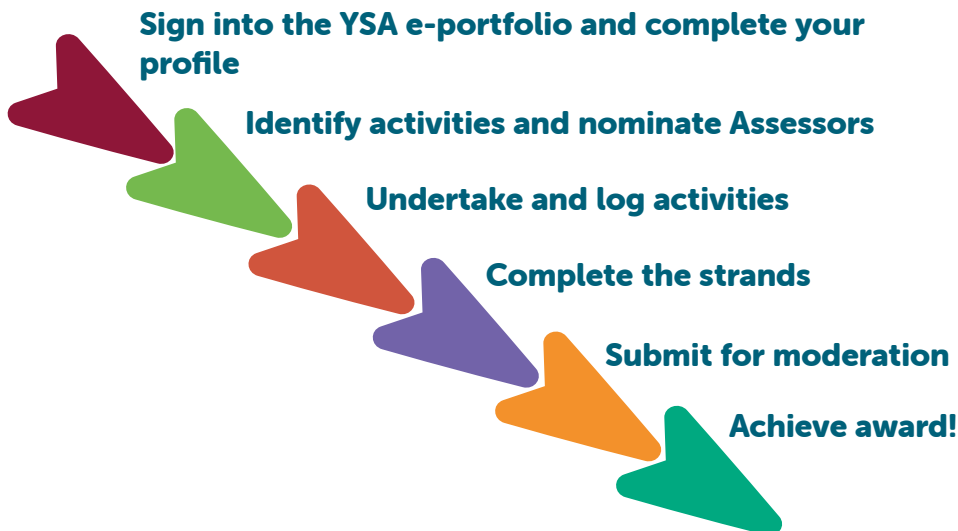 Sign into the YSA e-portfolio and complete your
profile
Identify activities and nominate Assessors
Undertake and log activities
Complete the strands
Submit for moderation
Achieve award!